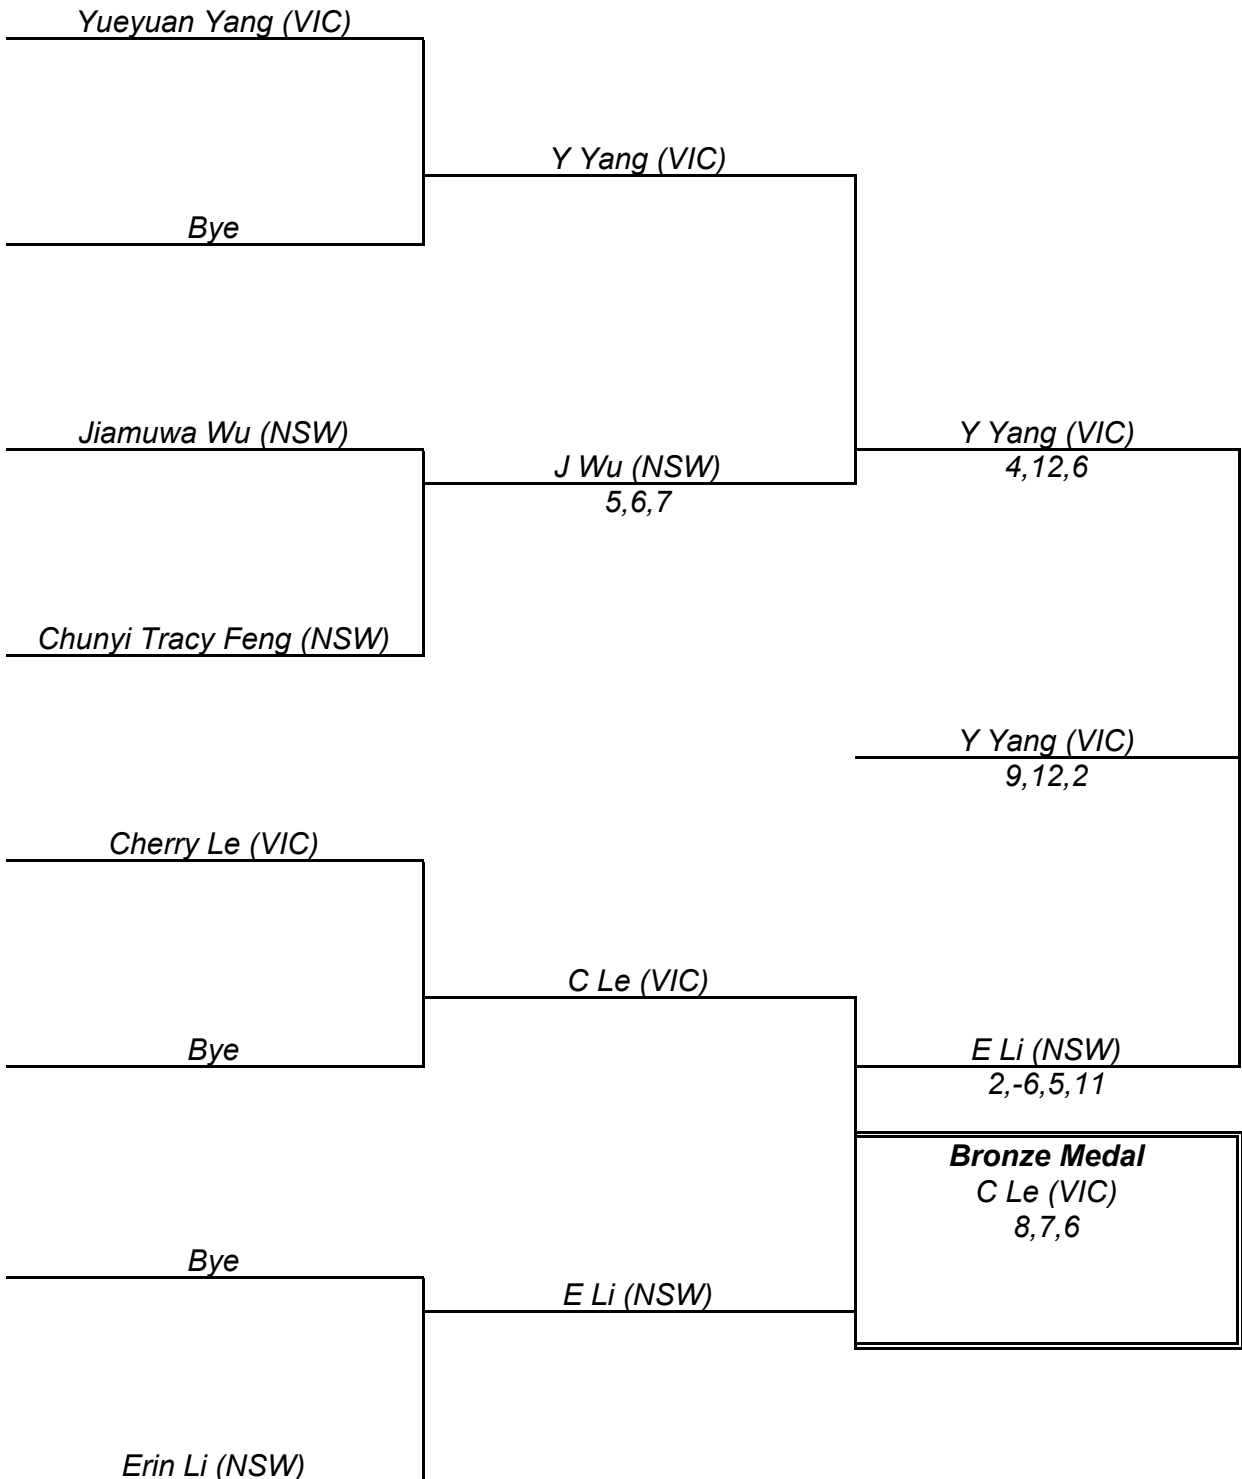 Yueyuan Yang (VIC)
Y Yang (VIC)
Bye
Jiamuwa Wu (NSW)
Y Yang (VIC)
J Wu (NSW)
4,12,6
5,6,7
Chunyi Tracy Feng (NSW)
Y Yang (VIC)
9,12,2
Cherry Le (VIC)
C Le (VIC)
Bye
E Li (NSW)
2,-6,5,11
Bronze Medal
C Le (VIC)
8,7,6
Bye
E Li (NSW)
Erin Li (NSW)